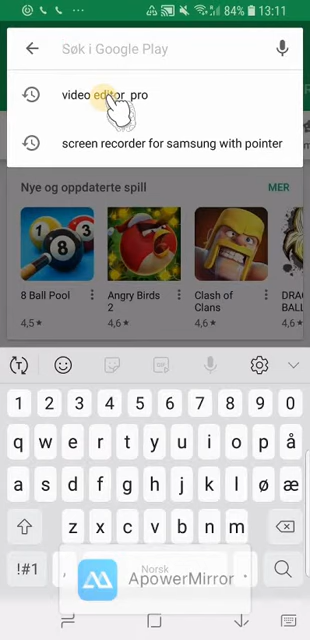 84% 13:11
Søk i Google Play
video editor pro
screen recorder for samsung with pointer
Nye og oppdaterte spill MER
8 Ball Pool
Angry Birds 2
Clash of Clans
DRAG
BALL
4,5★
4,6★
4,6★
4,
1 2 3 4 5 6 7 8 9 0
q w e r t y u i o p å
a s d f g h j k l ø æ
z x c v b n m
!#1 , Norsk .
ApowerMirror